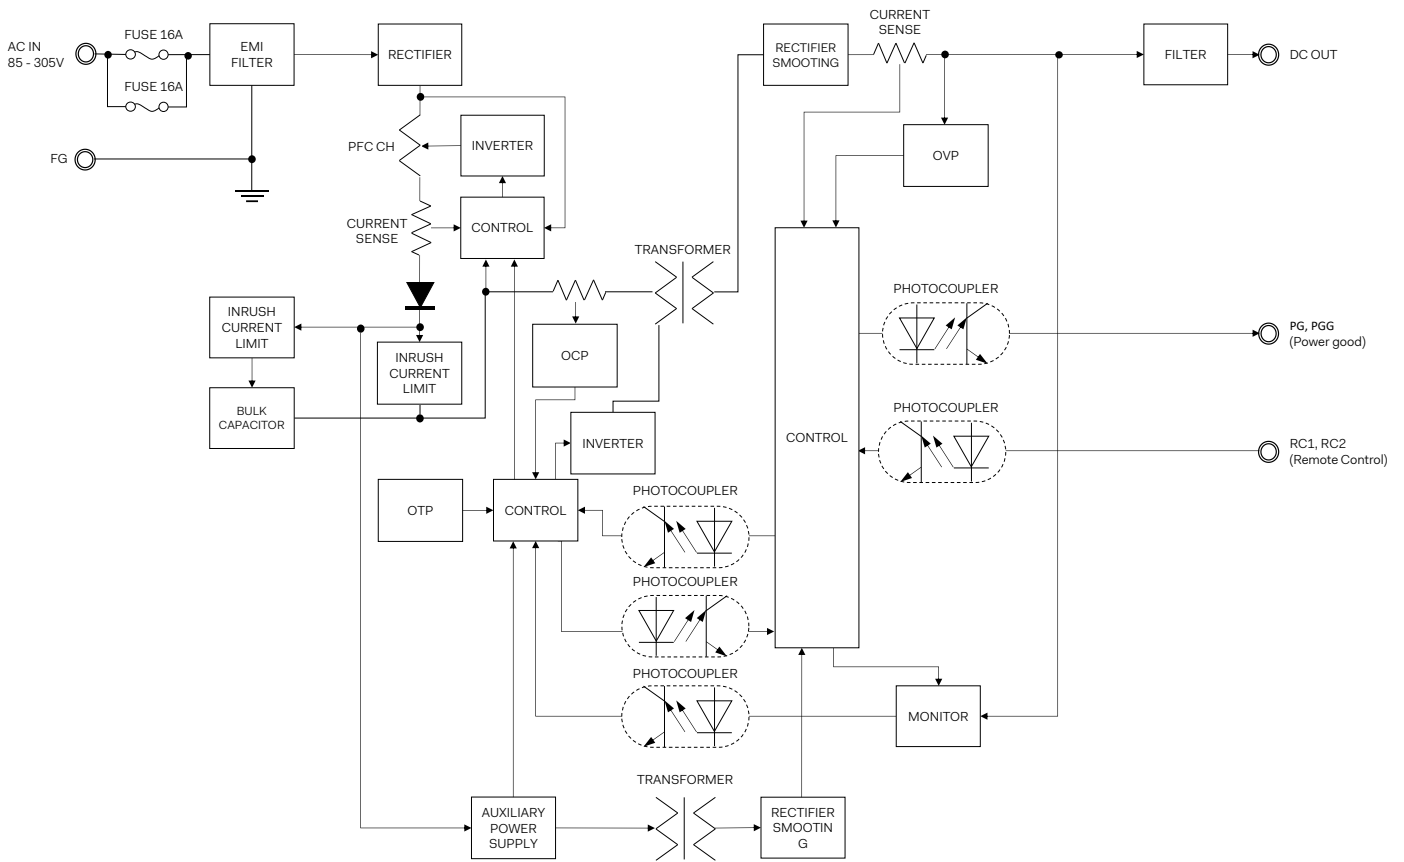 AC IN
85 - 305V
FUSE 16A
FUSE 16A
EMI
FILTER
RECTIFIER
FG
PFC CH
INVERTER
CURRENT
SENSE
CONTROL
INRUSH
CURRENT
LIMIT
INRUSH
CURRENT
LIMIT
BULK
CAPACITOR
OCP
INVERTER
TRANSFORMER
RECTIFIER
SMOOTING
CURRENT
SENSE
FILTER
DC OUT
OVP
PHOTOCOUPLER
PG, PGG
(Power good)
PHOTOCOUPLER
CONTROL
RC1, RC2
(Remote Control)
OTP
CONTROL
PHOTOCOUPLER
PHOTOCOUPLER
PHOTOCOUPLER
MONITOR
TRANSFORMER
AUXILIARY
POWER
SUPPLY
RECTIFIER
SMOOTIN
G